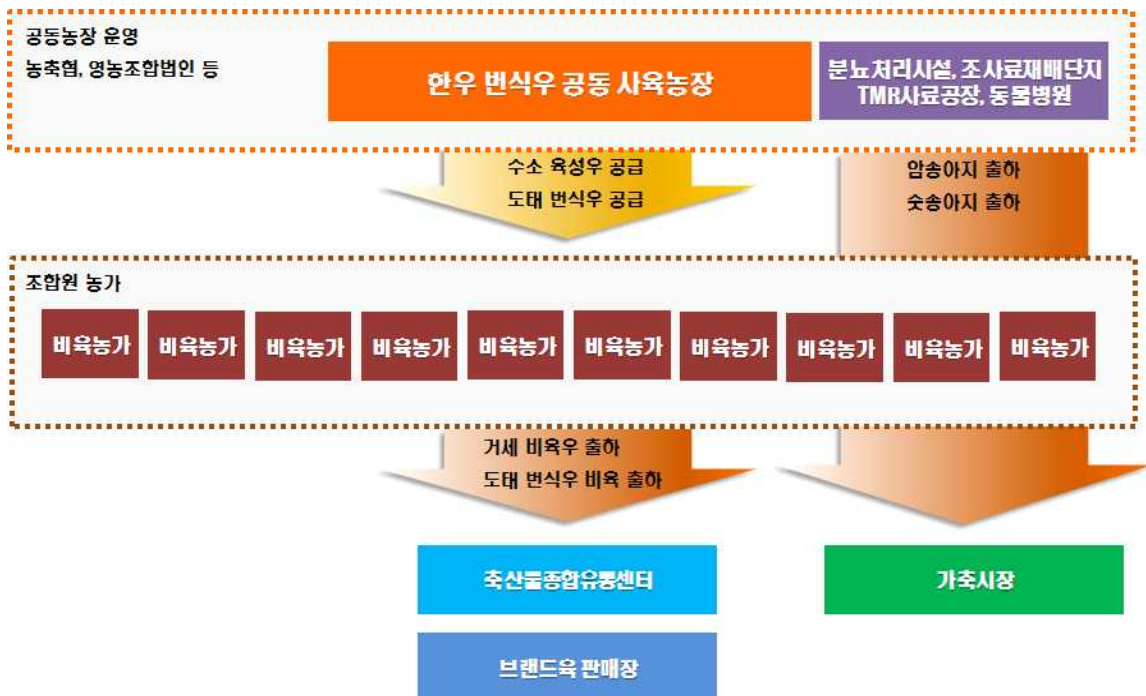 공동농장 운영
농축협, 영농조합법인 등
한우 번식우 공동 사육농장
분뇨처리시설, 조사료재배단지
TMR사료공장, 동물병원
수소 육성우 공급
도태 번식우 공급
암송아지 출하
숫송아지 출하
조합원 농가
비육농가 비육농가 비육농가 비육농가 비육농가 비육농가 비육농가 비육농가 비육농가 비육농가
거세 비육우 출하
도태 번식우 비육 출하
축산물종합유통센터
가축시장
브랜드육 판매장